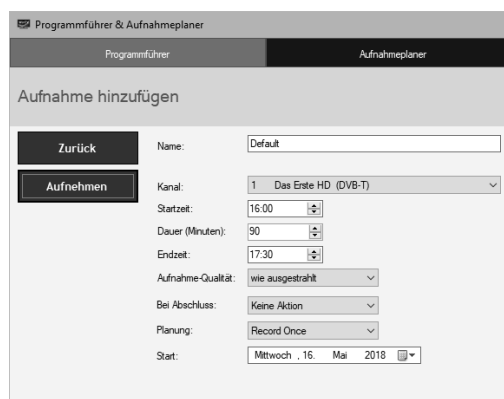 Programmführer & Aufnahmeplaner
Programmführer Aufnahmeplaner
Aufnahme hinzufügen
Zurück
Aufnehmen
Name: Default
Kanal: 1 Das Erste HD (DVB-T)
Startzeit: 16:00
Dauer (Minuten): 90
Endzeit: 17:30
Aufnahme-Qualität: wie ausgestrahlt
Bei Abschluss: Keine Aktion
Planung: Record Once
Start: Mittwoch , 16. Mai 2018